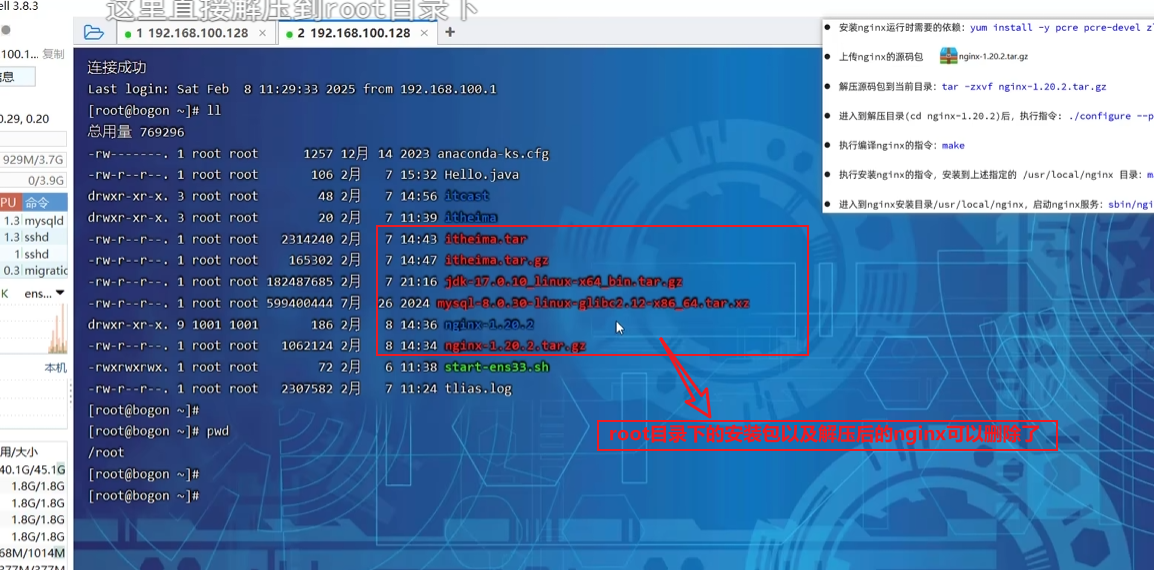 ell 3.8.3
这里直接解压到root目录下
1 192.168.100.128 ×
2 192.168.100.128 ×
+
100.1... 复制
信息
0.29, 0.20
929M/3.7G
0/3.9G
PU 命令
1.3 mysqld
1.3 sshd
1 sshd
0.3 migratio
K ens...
本机
用/大小
40.1G/45.1G
1.8G/1.8G
1.8G/1.8G
1.8G/1.8G
1.8G/1.8G
68M/1014M
377M/377M
连接成功
Last login: Sat Feb  8 11:29:33 2025 from 192.168.100.1
[root@bogon ~]# ll
总用量 769296
-rw-------. 1 root root      1257 12月  14 2023 anaconda-ks.cfg
-rw-r--r--. 1 root root       106 2月    7 15:32 Hello.java
drwxr-xr-x. 3 root root        48 2月    7 14:56 itcast
drwxr-xr-x. 3 root root        20 2月    7 11:39 itheima
-rw-r--r--. 1 root root   2314240 2月    7 14:43 itheima.tar
-rw-r--r--. 1 root root    165302 2月    7 14:47 itheima.tar.gz
-rw-r--r--. 1 root root 182487685 2月    7 21:16 jdk-17.0.10_linux-x64_bin.tar.gz
-rw-r--r--. 1 root root 599400444 7月   26 2024 mysql-8.0.30-linux-glibc2.12-x86_64.tar.xz
drwxr-xr-x. 9 1001 1001       186 2月    8 14:36 nginx-1.20.2
-rw-r--r--. 1 root root   1062124 2月    8 14:34 nginx-1.20.2.tar.gz
-rwxrwxrwx. 1 root root        72 2月    6 11:38 start-ens33.sh
-rw-r--r--. 1 root root   2307582 2月    7 11:24 tlias.log
[root@bogon ~]#
[root@bogon ~]# pwd
/root
[root@bogon ~]#
[root@bogon ~]#
root目录下的安装包以及解压后的nginx可以删除了
● 安装nginx运行时需要的依赖: yum install -y pcre pcre-devel zl
● 上传nginx的源码包 nginx-1.20.2.tar.gz
● 解压源码包到当前目录: tar -zxvf nginx-1.20.2.tar.gz
● 进入到解压目录(cd nginx-1.20.2)后, 执行指令: ./configure --p
● 执行编译nginx的指令: make
● 执行安装nginx的指令, 安装到上述指定的 /usr/local/nginx 目录: m
● 进入到nginx安装目录/usr/local/nginx, 启动nginx服务: sbin/ngi